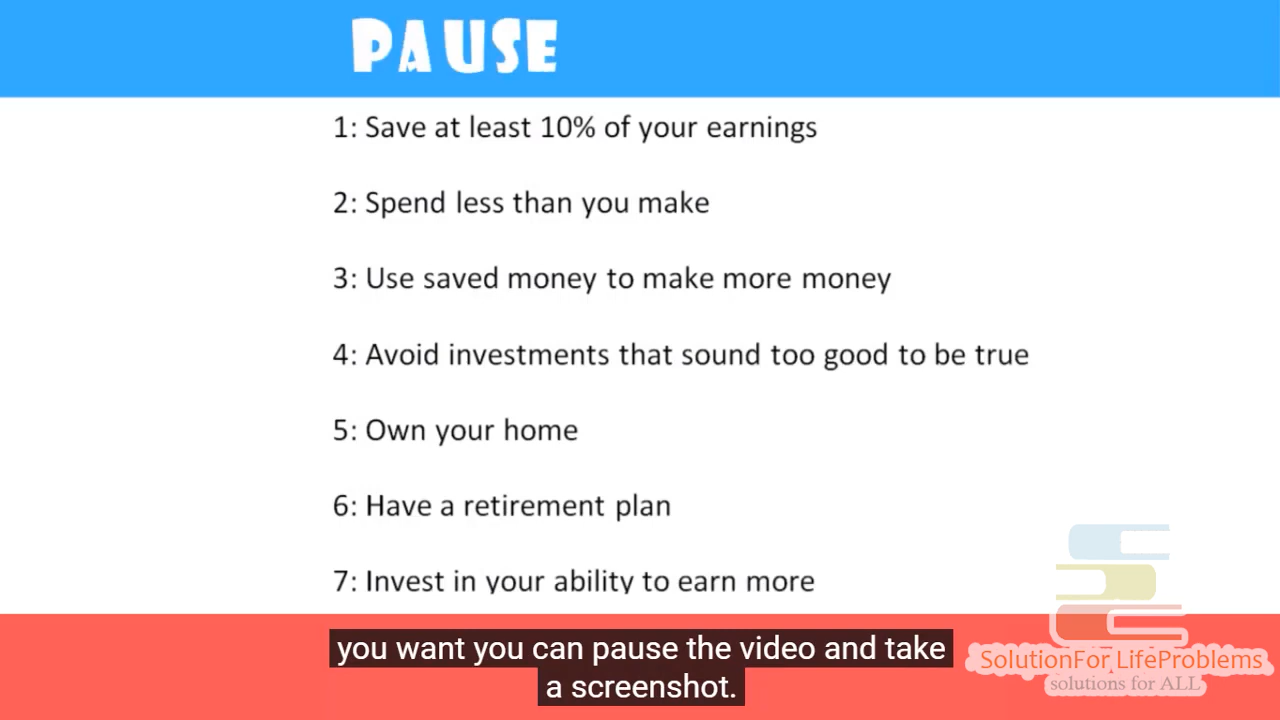 PAUSE
1: Save at least 10% of your earnings
2: Spend less than you make
3: Use saved money to make more money
4: Avoid investments that sound too good to be true
5: Own your home
6: Have a retirement plan
7: Invest in your ability to earn more
you want you can pause the video and take
a screenshot.
SolutionFor LifeProblems
solutions for ALL